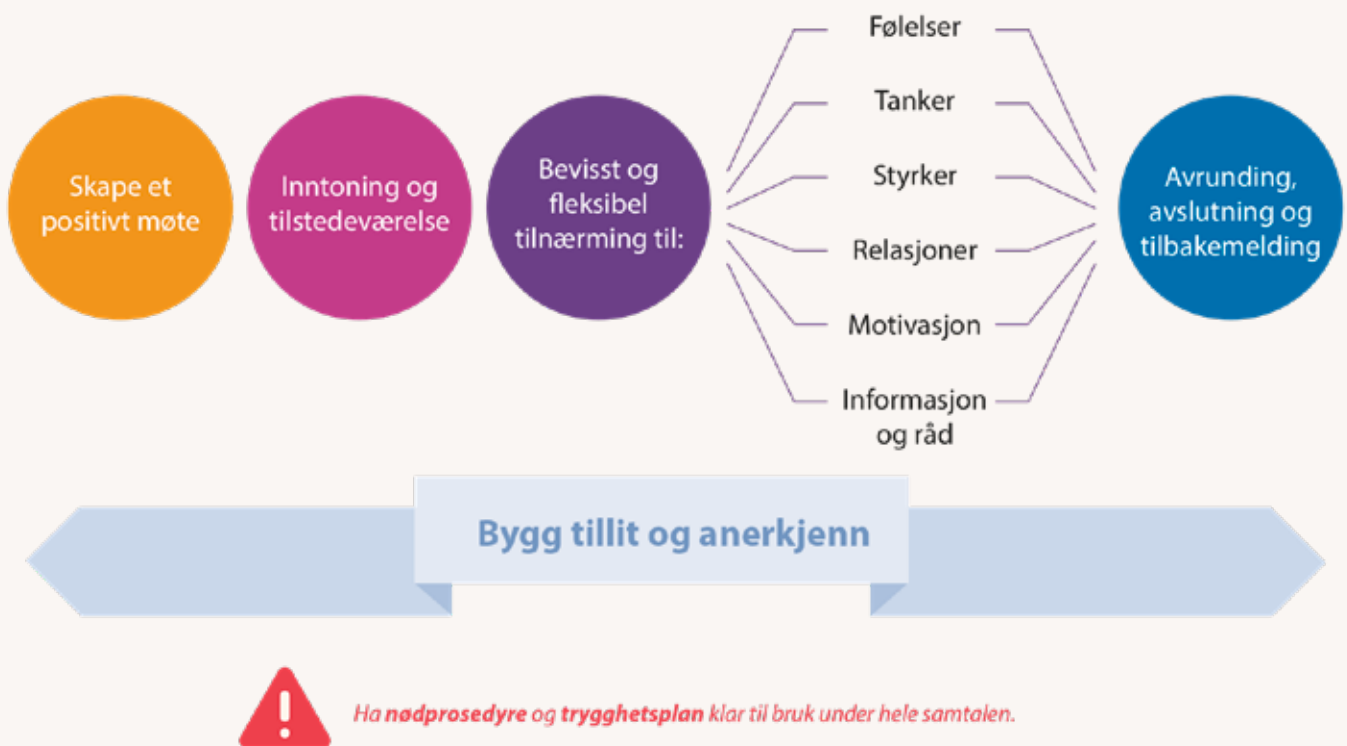 Skape et
positivt møte
Inntoning og
tilstedeværelse
Bevisst og
fleksibel
tilnærming til:
Følelser
Tanker
Styrker
Relasjoner
Motivasjon
Informasjon
og råd
Avrunding,
avslutning og
tilbakemelding
Bygg tillit og anerkjenn
Ha nødprosedyre og trygghetsplan klar til bruk under hele samtalen.